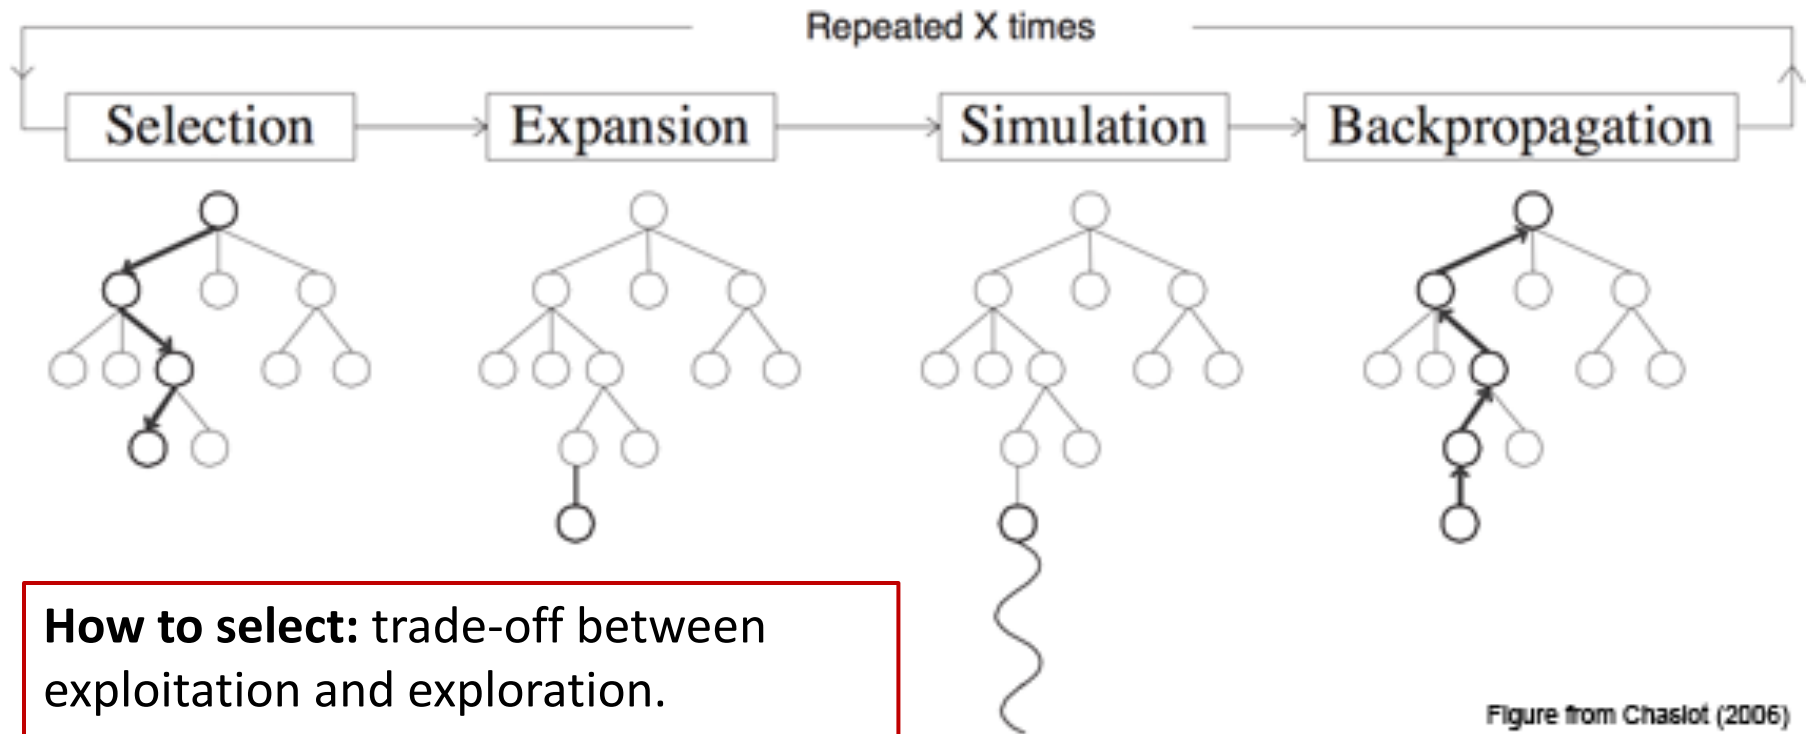 Repeated X times
Selection
Expansion
Simulation
Backpropagation
How to select: trade-off between
exploitation and exploration.
Figure from Chaslot (2006)